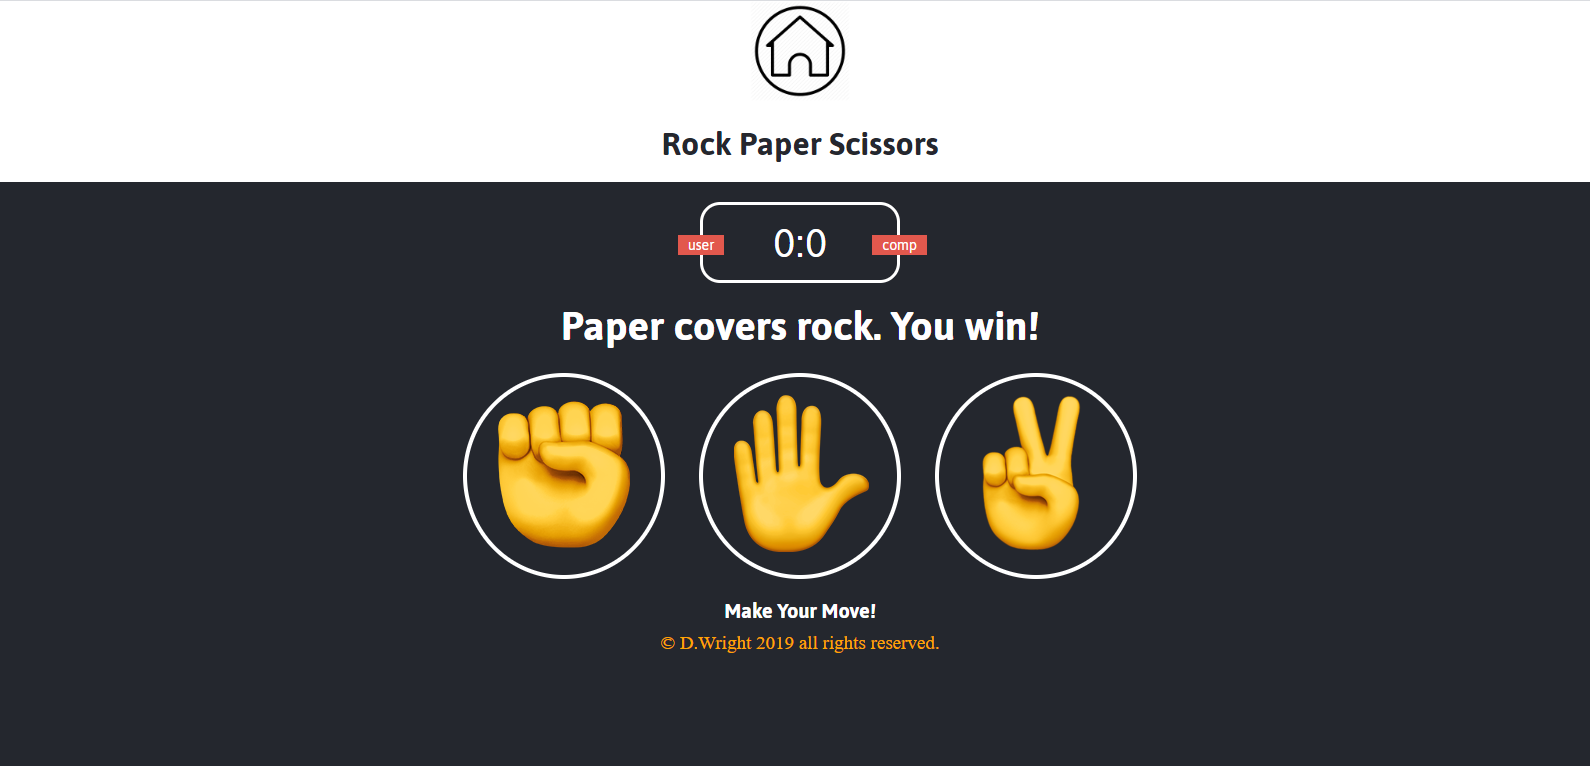 Rock Paper Scissors
user 0:0 comp
Paper covers rock. You win!
Make Your Move!
© D.Wright 2019 all rights reserved.